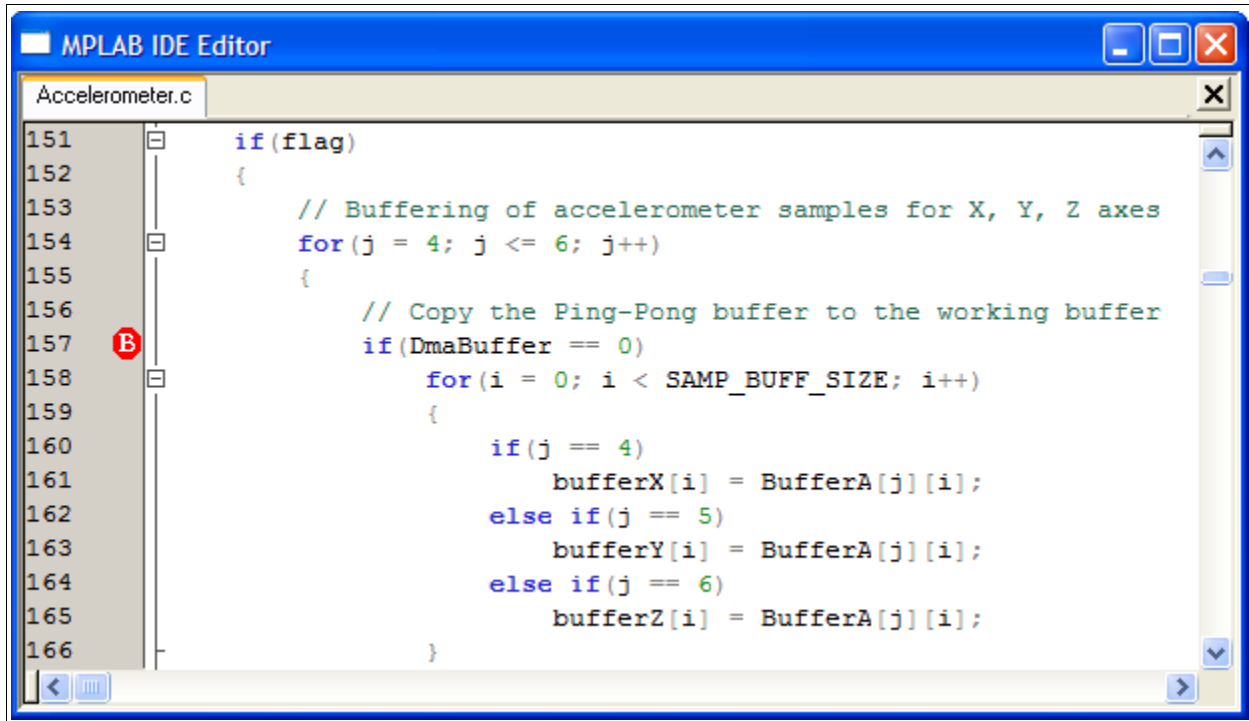 MPLAB IDE Editor
Accelerometer.c
151 if(flag)
152 {
153 // Buffering of accelerometer samples for X, Y, Z axes
154 for(j = 4; j <= 6; j++)
155 {
156 // Copy the Ping-Pong buffer to the working buffer
157 B if(DmaBuffer == 0)
158 for(i = 0; i < SAMP_BUFF_SIZE; i++)
159 {
160 if(j == 4)
161 bufferX[i] = BufferA[j][i];
162 else if(j == 5)
163 bufferY[i] = BufferA[j][i];
164 else if(j == 6)
165 bufferZ[i] = BufferA[j][i];
166 }